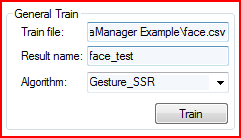 General Train
Train file: aManager Example\face.csv
Result name: face_test
Algorithm: Gesture_SSR
Train